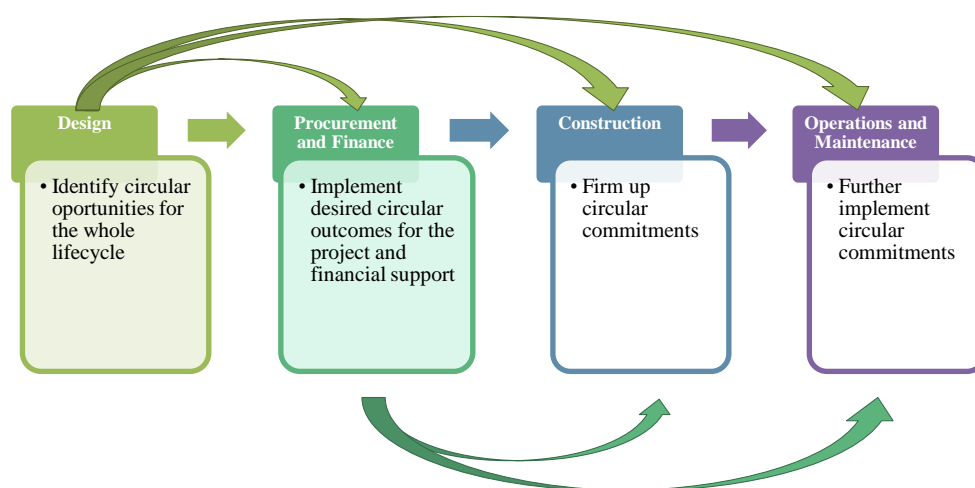 Design
• Identify circular
oportunities for
the whole
lifecycle
Procurement
and Finance
• Implement
desired circular
outcomes for the
project and
financial support
Construction
• Firm up
circular
commitments
Operations and
Maintenance
• Further
implement
circular
commitments